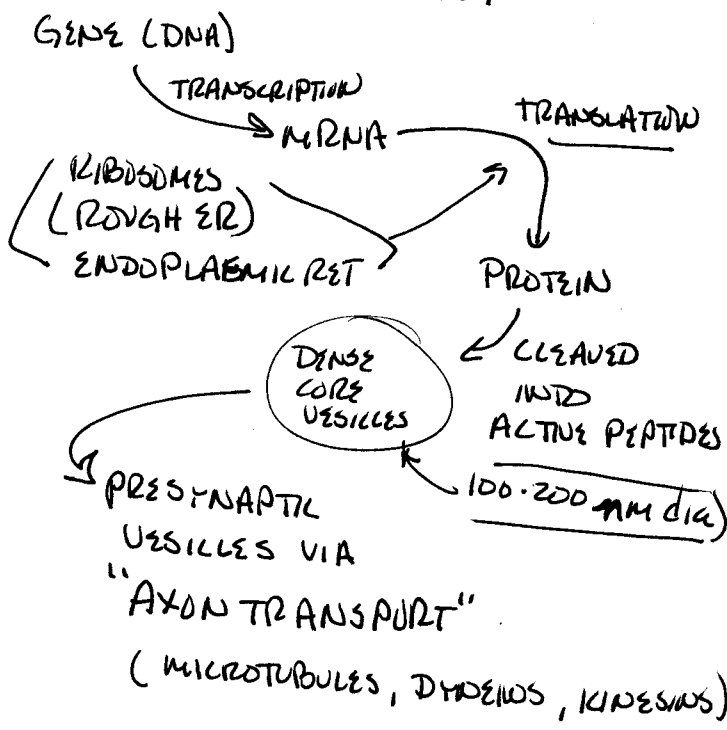 GENE (DNA)
TRANSCRIPTION
mRNA
TRANSLATION
RIBOSOMES
(ROUGH ER)
ENDOPLAEMIC RET
PROTEIN
DENSE
CORE
VESICLES
CLEAVED
INTO
ACTIVE PEPTIDES
100-200 nm dia)
PRESYNAPTIC
VESICLES VIA
"AXON TRANSPORT"
(MICROTUBULES, DYNEINS, KINESINS)